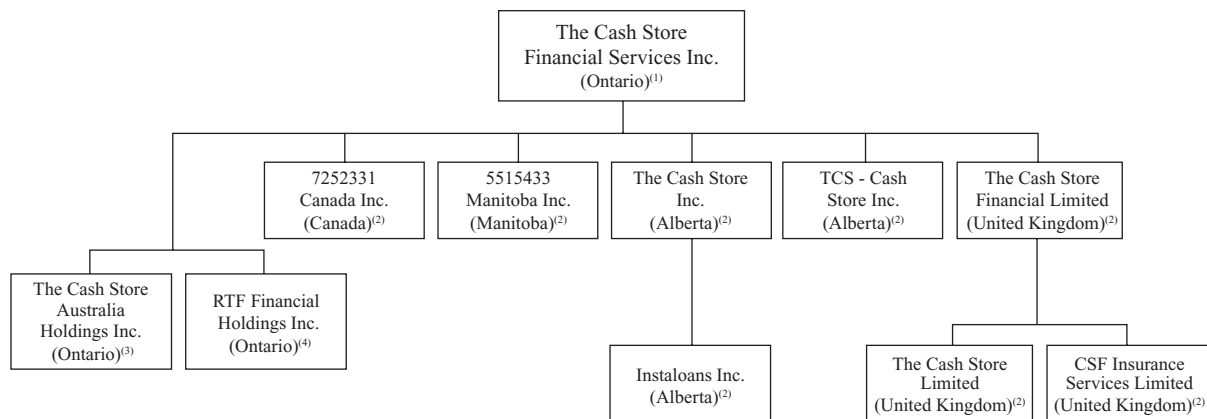 The Cash Store
Financial Services Inc.
(Ontario)(1)
7252331
Canada Inc.
(Canada)(2)
5515433
Manitoba Inc.
(Manitoba)(2)
The Cash Store
Inc.
(Alberta)(2)
TCS - Cash
Store Inc.
(Alberta)(2)
The Cash Store
Financial Limited
(United Kingdom)(2)
The Cash Store
Australia
Holdings Inc.
(Ontario)(3)
RTF Financial
Holdings Inc.
(Ontario)(4)
Instaloans Inc.
(Alberta)(2)
The Cash Store
Limited
(United Kingdom)(2)
CSF Insurance
Services Limited
(United Kingdom)(2)